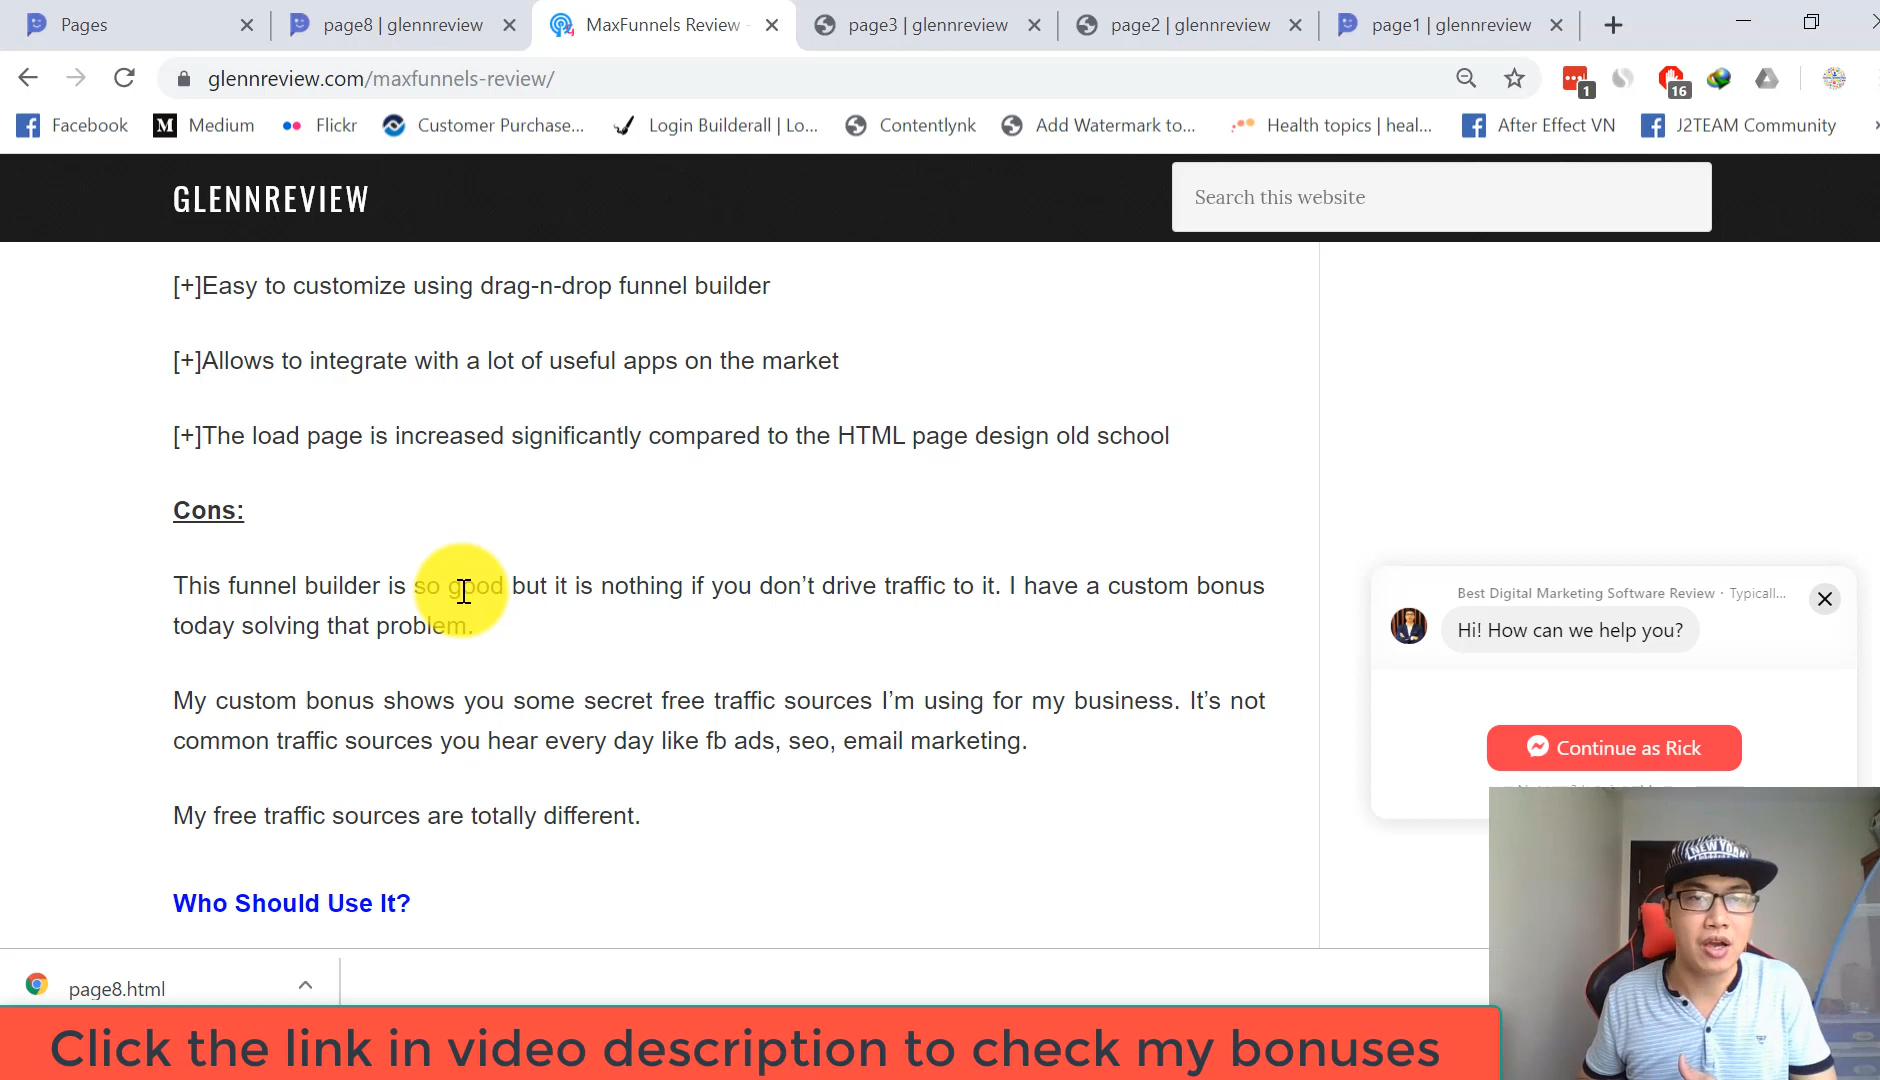 Pages
page8 | glennreview
MaxFunnels Review -
page3 | glennreview
page2 | glennreview
page1 | glennreview
glennreview.com/maxfunnels-review/
1
16
Facebook
Medium
Flickr
Customer Purchase...
Login Builderall | Lo...
Contentlynk
Add Watermark to...
Health topics | heal...
After Effect VN
J2TEAM Community
GLENNREVIEW
Search this website
[+]Easy to customize using drag-n-drop funnel builder
[+]Allows to integrate with a lot of useful apps on the market
[+]The load page is increased significantly compared to the HTML page design old school
Cons:
This funnel builder is so good but it is nothing if you don’t drive traffic to it. I have a custom bonus
today solving that problem.
My custom bonus shows you some secret free traffic sources I’m using for my business. It’s not
common traffic sources you hear every day like fb ads, seo, email marketing.
My free traffic sources are totally different.
Who Should Use It?
Best Digital Marketing Software Review · Typicall...
Hi! How can we help you?
Continue as Rick
NEW YORK
page8.html
Click the link in video description to check my bonuses